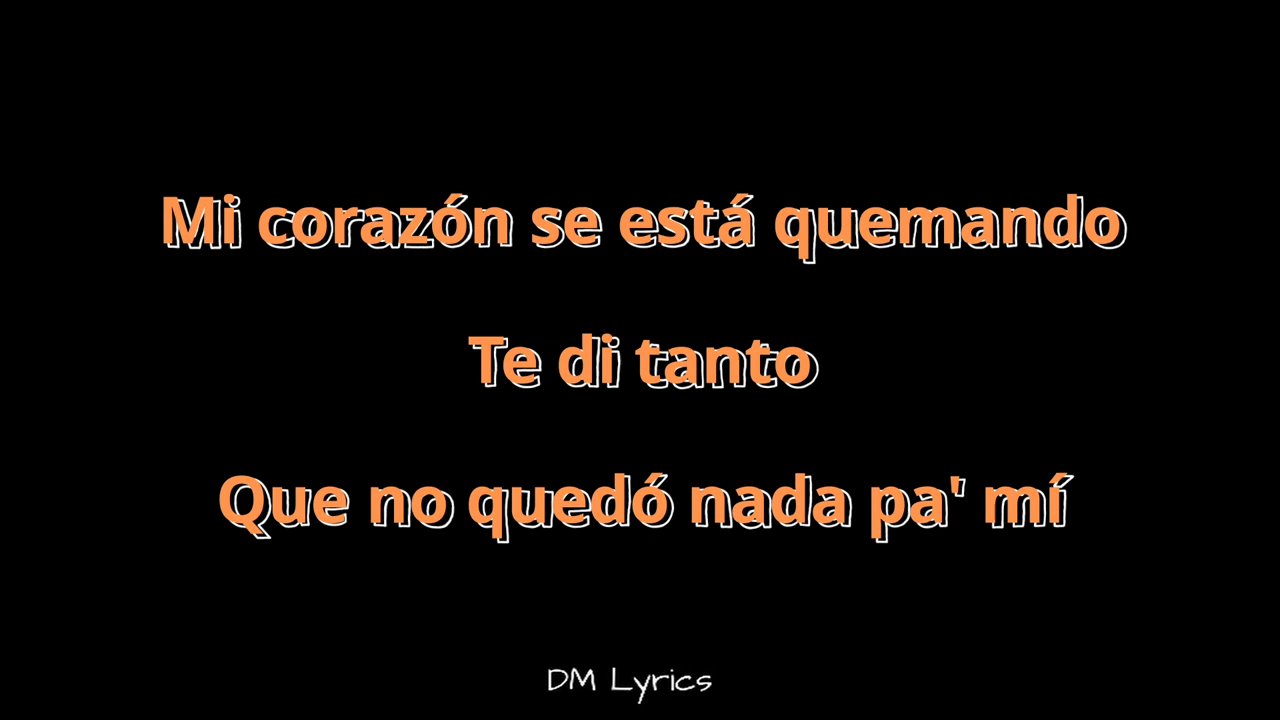 Mi corazón se está quemando
Te di tanto
Que no quedó nada pa' mí
DM Lyrics